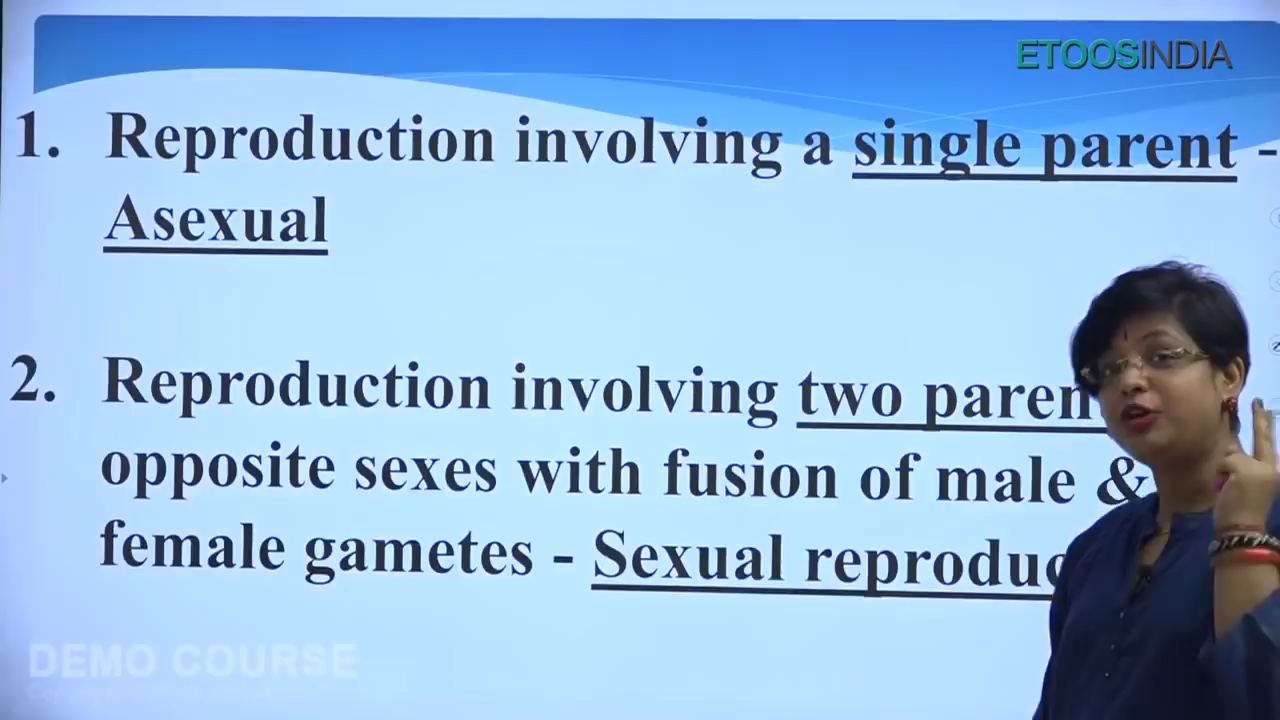 ETOOSINDIA
1. Reproduction involving a single parent -
Asexual
2. Reproduction involving two paren
opposite sexes with fusion of male &
female gametes - Sexual reproduc
DEMO COURSE